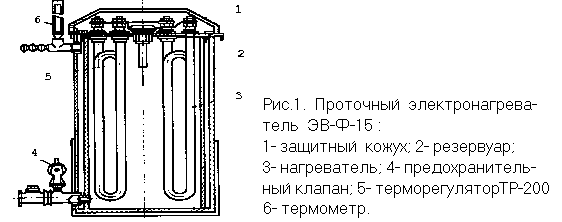 6
1
2
5
3
4
Рис.1. Проточный электронагрева-
тель ЭВ-Ф-15 :
1- защитный кожух; 2- резервуар;
3- нагреватель; 4- предохранитель-
ный клапан; 5- терморегуляторТР-200
6- термометр.